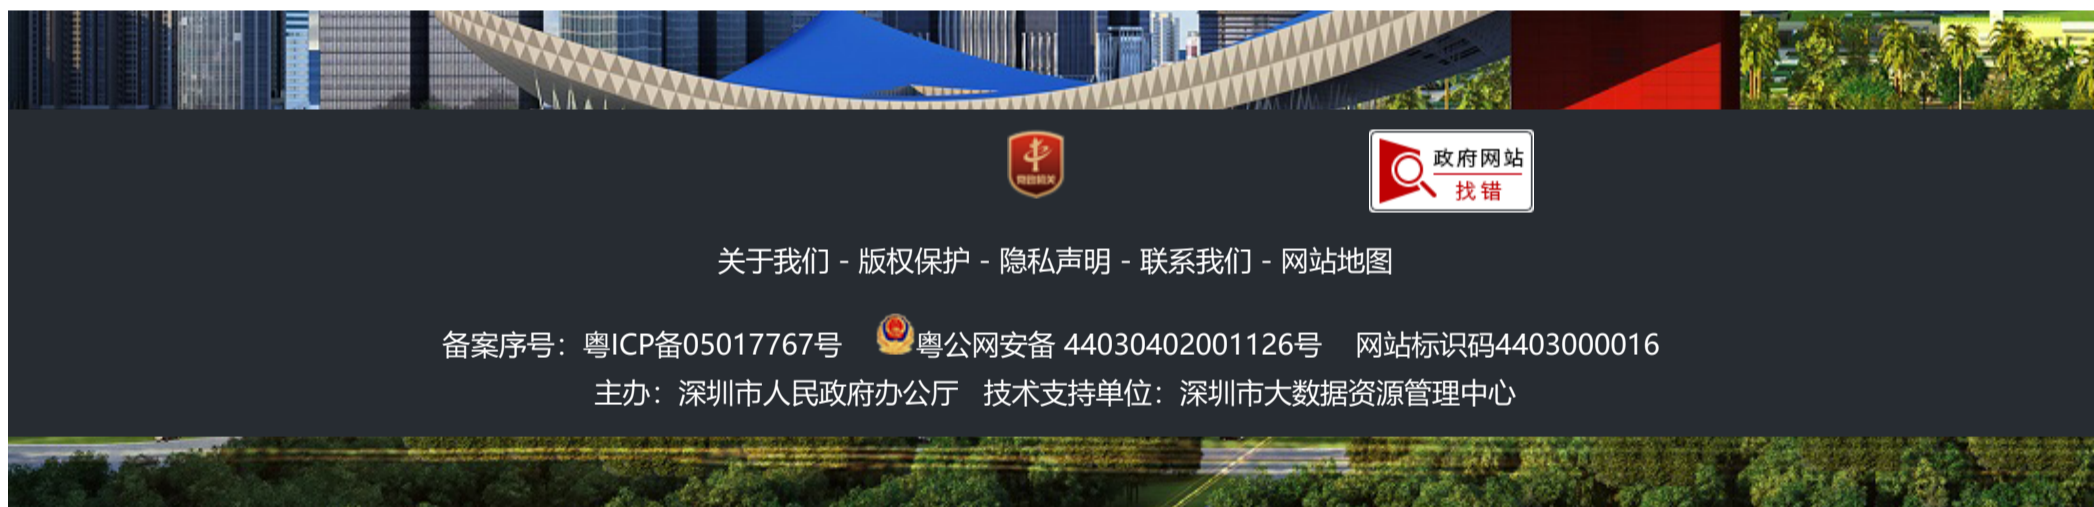 党政机关
政府网站
找错
关于我们 - 版权保护 - 隐私声明 - 联系我们 - 网站地图
备案序号：粤ICP备05017767号 粤公网安备 44030402001126号 网站标识码4403000016
主办：深圳市人民政府办公厅 技术支持单位：深圳市大数据资源管理中心